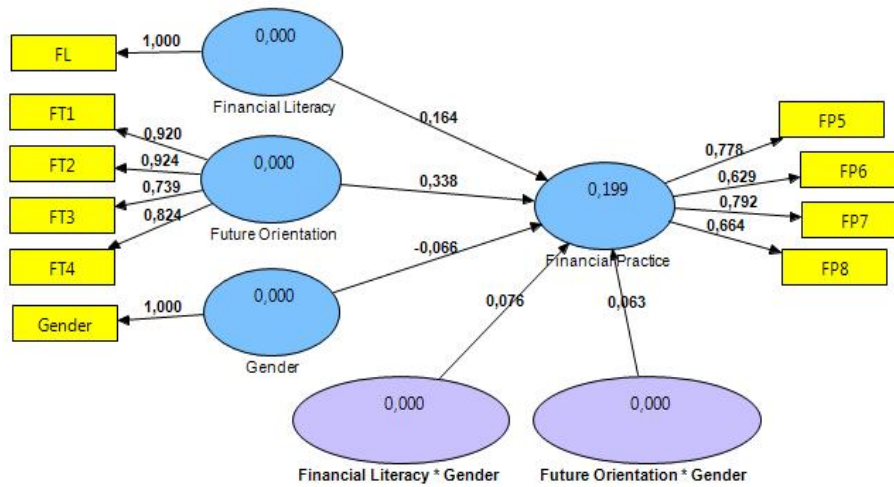 FL
1,000
0,000
Financial Literacy
FT1
0,920
FT2
0,924
FT3
0,739
FT4
0,824
0,000
Future Orientation
Gender
1,000
0,000
Gender
0,164
0,338
-0,066
0,076
0,063
0,199
Financial Practice
0,778
FP5
0,629
FP6
0,792
FP7
0,664
FP8
0,000
Financial Literacy * Gender
0,000
Future Orientation * Gender